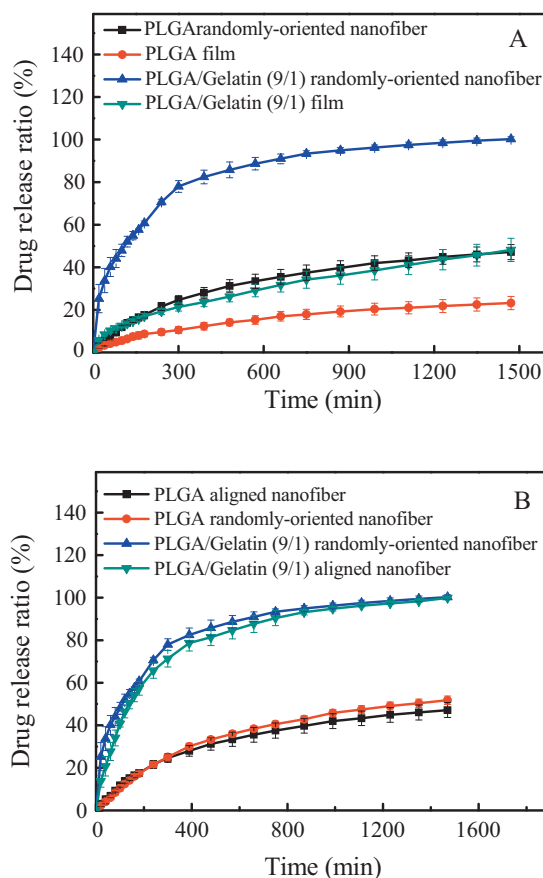 A
PLGArandomly-oriented nanofiber
PLGA film
PLGA/Gelatin (9/1) randomly-oriented nanofiber
PLGA/Gelatin (9/1) film
Drug release ratio (%)
140
120
100
80
60
40
20
0
0 300 600 900 1200 1500
Time (min)
B
PLGA aligned nanofiber
PLGA randomly-oriented nanofiber
PLGA/Gelatin (9/1) randomly-oriented nanofiber
PLGA/Gelatin (9/1) aligned nanofiber
Drug release ratio (%)
140
120
100
80
60
40
20
0
0 400 800 1200 1600
Time (min)